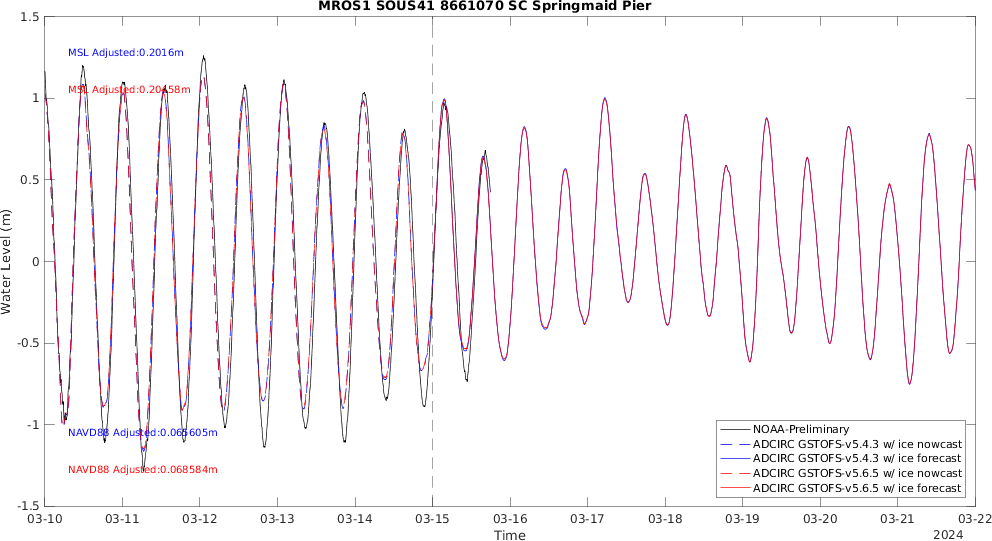 MROS1 SOUS41 8661070 SC Springmaid Pier
1.5
1
0.5
0
-0.5
-1
-1.5
Water Level (m)
MSL Adjusted:0.2016m
MSL Adjusted:0.20458m
NAVD88 Adjusted:0.065605m
NAVD88 Adjusted:0.068584m
NOAA-Preliminary
ADCIRC GSTOFS-v5.4.3 w/ ice nowcast
ADCIRC GSTOFS-v5.4.3 w/ ice forecast
ADCIRC GSTOFS-v5.6.5 w/ ice nowcast
ADCIRC GSTOFS-v5.6.5 w/ ice forecast
03-10 03-11 03-12 03-13 03-14 03-15 03-16 03-17 03-18 03-19 03-20 03-21 03-22
Time
2024